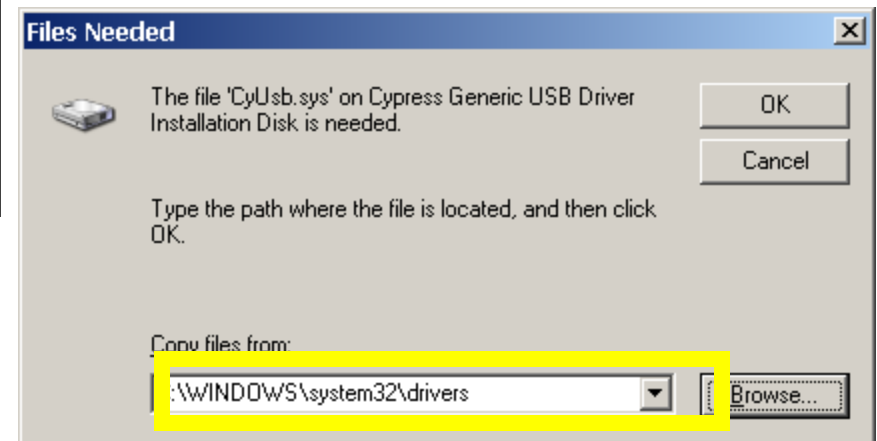 Files Needed
The file 'CyUsb.sys' on Cypress Generic USB Driver
Installation Disk is needed.
OK
Cancel
Type the path where the file is located, and then click
OK.
Copy files from:
:\WINDOWS\system32\drivers
Browse...